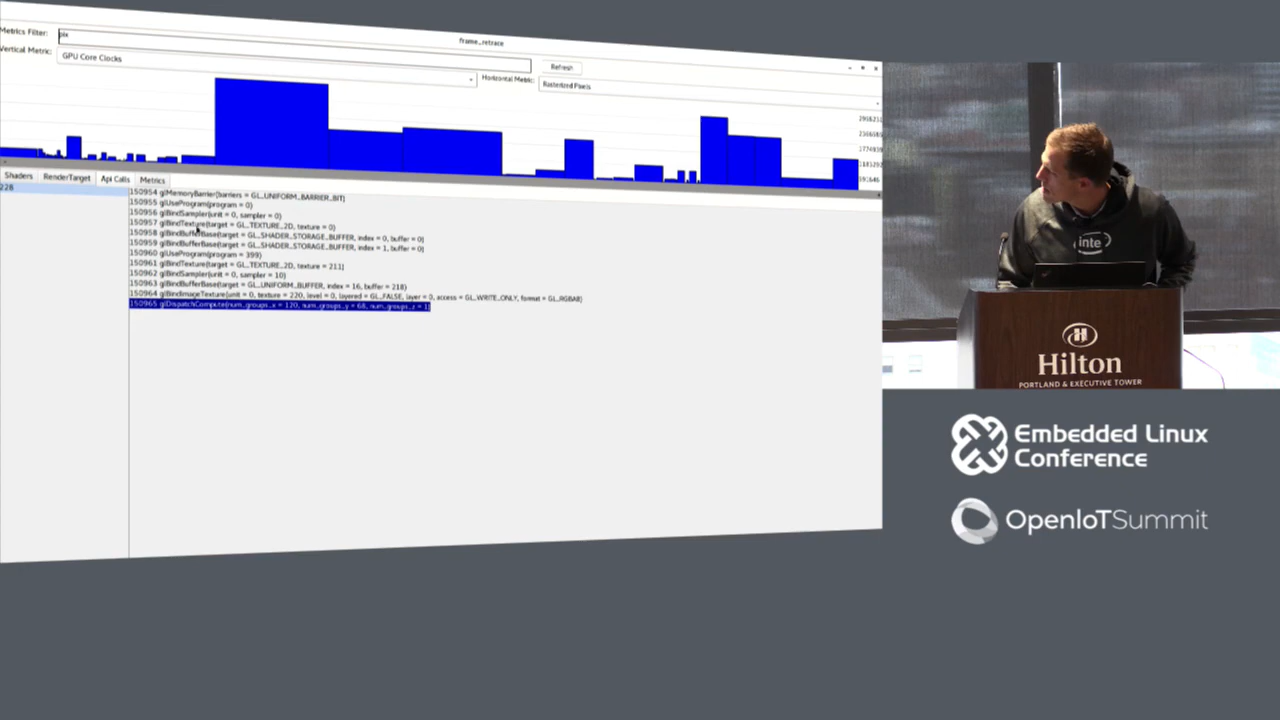 frame_retrace
Metrics Filter: pix
Refresh
Vertical Metric: GPU Core Clocks
Horizontal Metric: Rasterized Pixels
Shaders RenderTarget Api Calls Metrics
228
150954 glMemoryBarrier(barriers = GL_UNIFORM_BARRIER_BIT)
150955 glUseProgram(program = 0)
150956 glBindSampler(unit = 0, sampler = 0)
150957 glBindTexture(target = GL_TEXTURE_2D, texture = 0)
150958 glBindBufferBase(target = GL_SHADER_STORAGE_BUFFER, index = 0, buffer = 0)
150959 glBindBufferBase(target = GL_SHADER_STORAGE_BUFFER, index = 1, buffer = 0)
150960 glUseProgram(program = 399)
150961 glBindTexture(target = GL_TEXTURE_2D, texture = 211)
150962 glBindSampler(unit = 0, sampler = 10)
150963 glBindBufferBase(target = GL_UNIFORM_BUFFER, index = 16, buffer = 218)
150964 glBindImageTexture(unit = 0, texture = 220, level = 0, layered = GL_FALSE, layer = 0, access = GL_WRITE_ONLY, format = GL_RGBA8)
150965 glDispatchCompute(num_groups_x = 120, num_groups_y = 68, num_groups_z = 1)
inte
Hilton
PORTLAND & EXECUTIVE TOWER
Embedded Linux
Conference
OpenIoTSummit